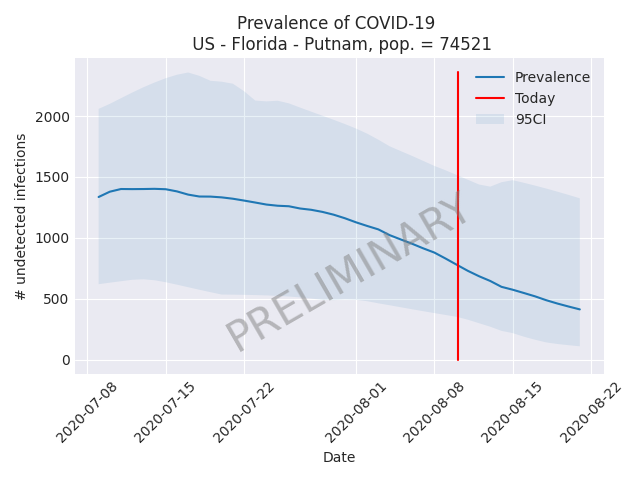 Prevalence of COVID-19
US - Florida - Putnam, pop. = 74521
Prevalence
Today
95CI
# undetected infections
2000
1500
1000
500
0
PRELIMINARY
2020-07-08
2020-07-15
2020-07-22
2020-08-01
2020-08-08
2020-08-15
2020-08-22
Date